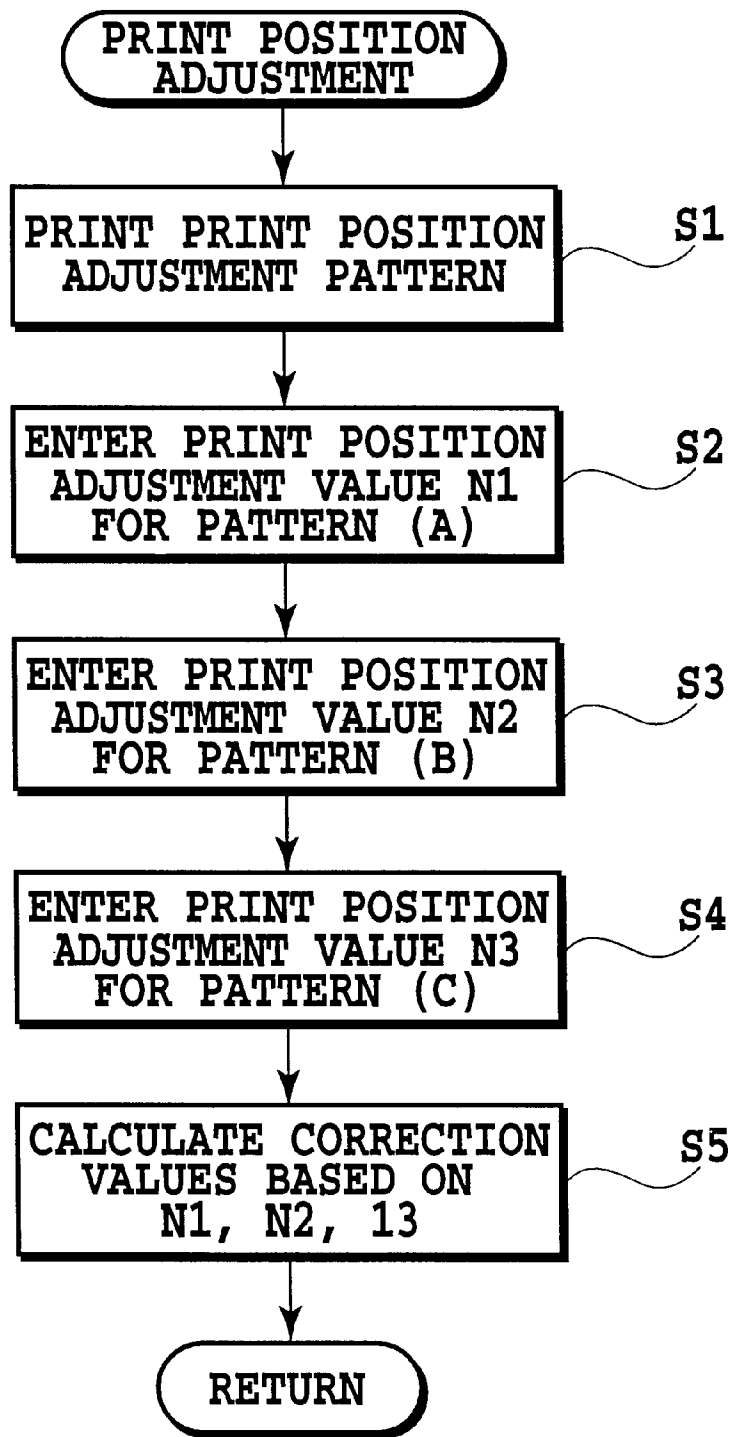 PRINT POSITION
ADJUSTMENT
PRINT PRINT POSITION
ADJUSTMENT PATTERN
S1
ENTER PRINT POSITION
ADJUSTMENT VALUE N1
FOR PATTERN (A)
S2
ENTER PRINT POSITION
ADJUSTMENT VALUE N2
FOR PATTERN (B)
S3
ENTER PRINT POSITION
ADJUSTMENT VALUE N3
FOR PATTERN (C)
S4
CALCULATE CORRECTION
VALUES BASED ON
N1, N2, 13
S5
RETURN